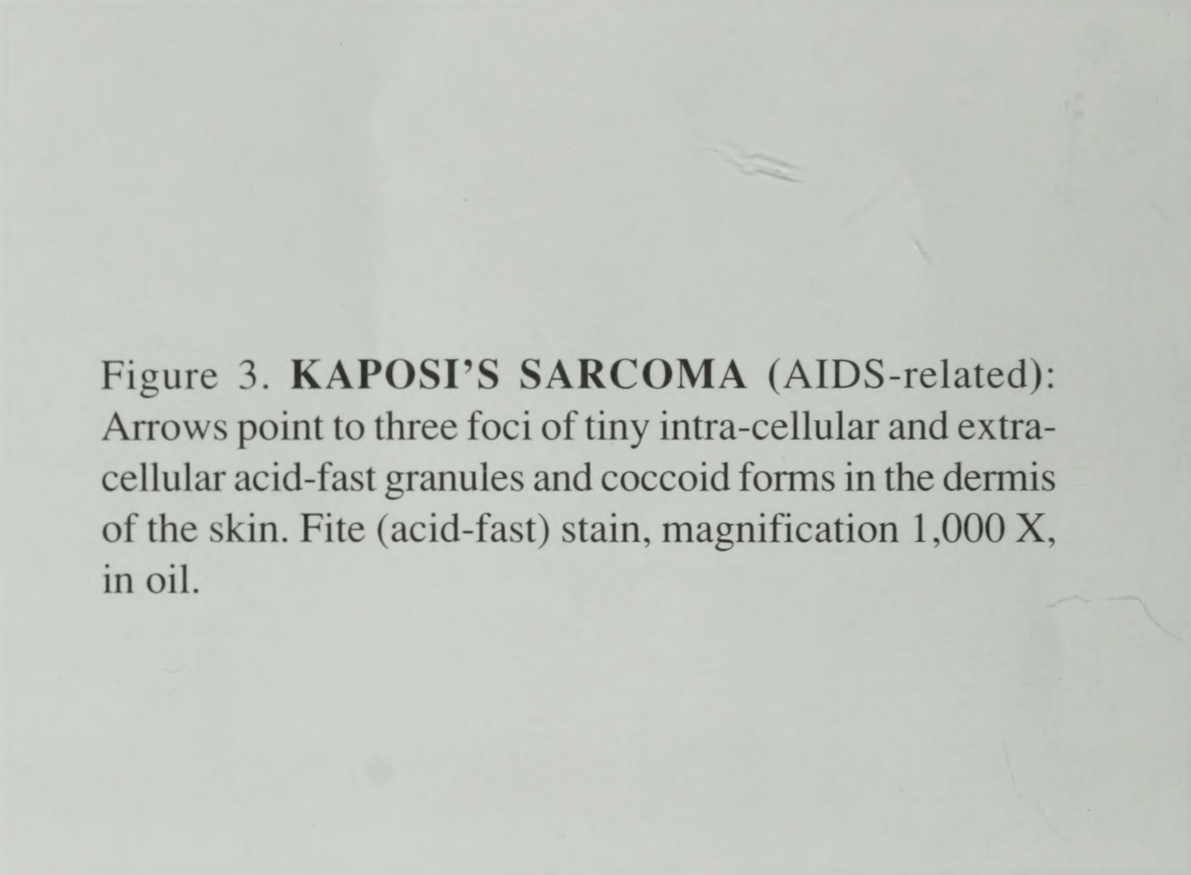 Figure 3. KAPOSI'S SARCOMA (AIDS-related):
Arrows point to three foci of tiny intra-cellular and extra-
cellular acid-fast granules and coccoid forms in the dermis
of the skin. Fite (acid-fast) stain, magnification 1,000 X,
in oil.